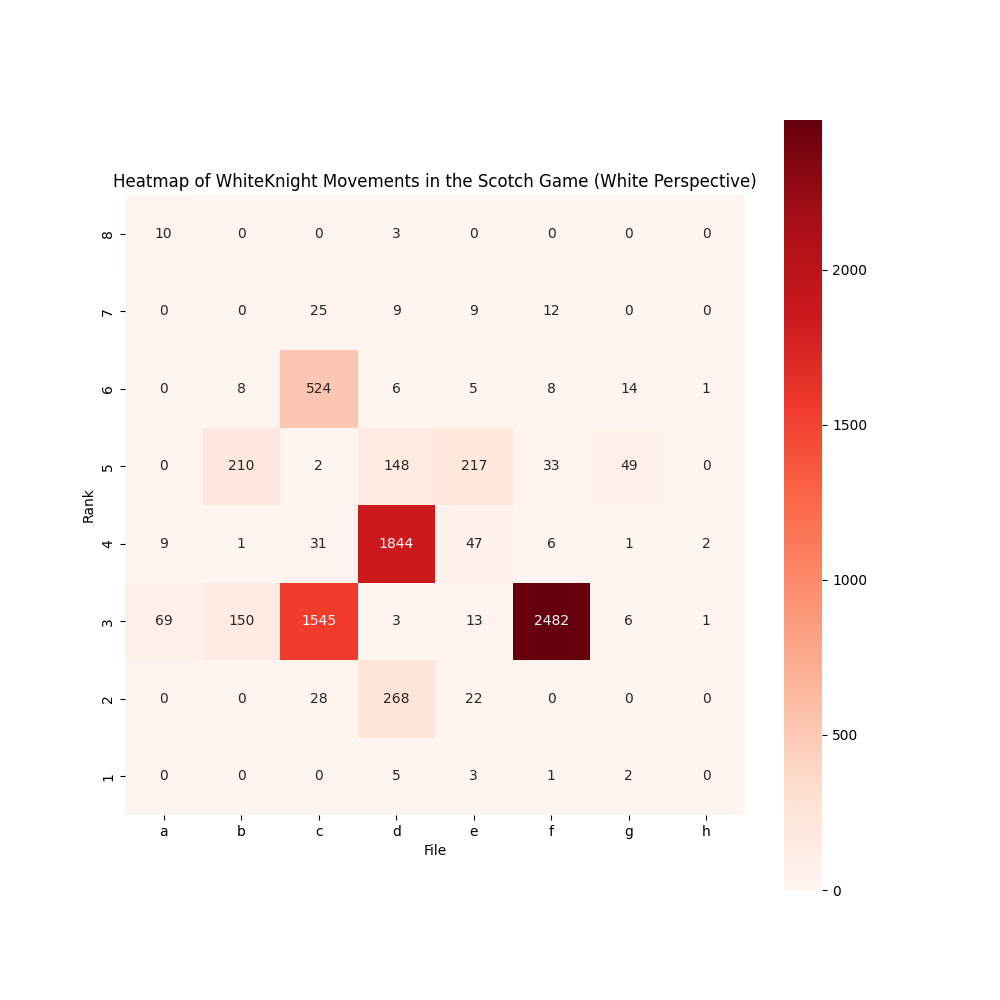 Heatmap of WhiteKnight Movements in the Scotch Game (White Perspective)
8 10 0 0 3 0 0 0 0
7 0 0 25 9 9 12 0 0
6 0 8 524 6 5 8 14 1
5 0 210 2 148 217 33 49 0
4 9 1 31 1844 47 6 1 2
3 69 150 1545 3 13 2482 6 1
2 0 0 28 268 22 0 0 0
1 0 0 0 5 3 1 2 0
a b c d e f g h
File
Rank
2000
1500
1000
500
0